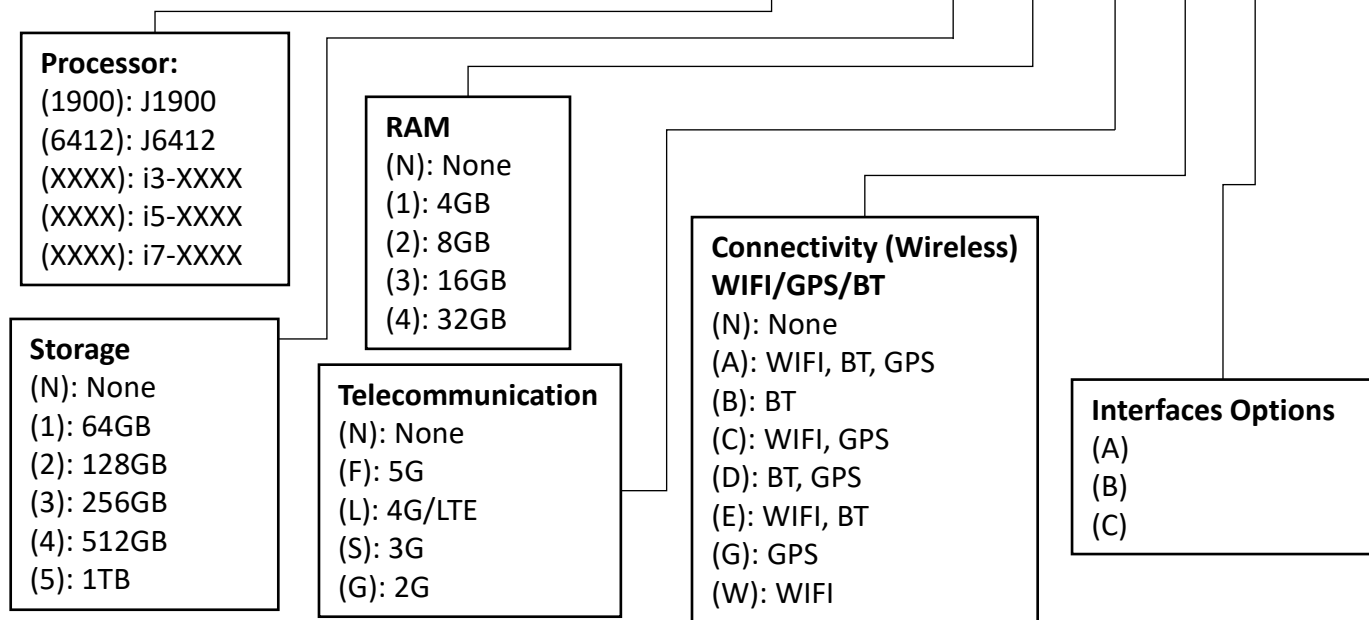 Processor:
(1900): J1900
(6412): J6412
(XXXX): i3-XXXX
(XXXX): i5-XXXX
(XXXX): i7-XXXX
Storage
(N): None
(1): 64GB
(2): 128GB
(3): 256GB
(4): 512GB
(5): 1TB
RAM
(N): None
(1): 4GB
(2): 8GB
(3): 16GB
(4): 32GB
Telecommunication
(N): None
(F): 5G
(L): 4G/LTE
(S): 3G
(G): 2G
Connectivity (Wireless)
WIFI/GPS/BT
(N): None
(A): WIFI, BT, GPS
(B): BT
(C): WIFI, GPS
(D): BT, GPS
(E): WIFI, BT
(G): GPS
(W): WIFI
Interfaces Options
(A)
(B)
(C)